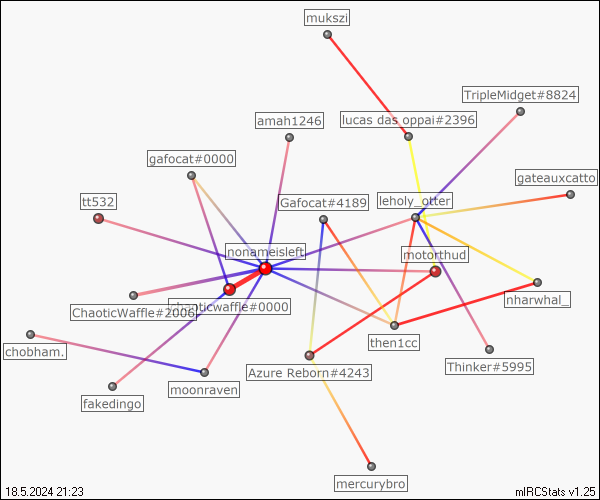 mukszi
TripleMidget#8824
amah1246
lucas das oppai#2396
gafocat#0000
gateauxcatto
tt532
Gafocat#4189
leholy_otter
nonameisleft
motorthud
chaoticwaffle#0000
nharwhal_
ChaoticWaffle#2006
then1cc
chobham.
Azure Reborn#4243
Thinker#5995
moonraven
fakedingo
mercurybro
18.5.2024 21:23
mIRCStats v1.25